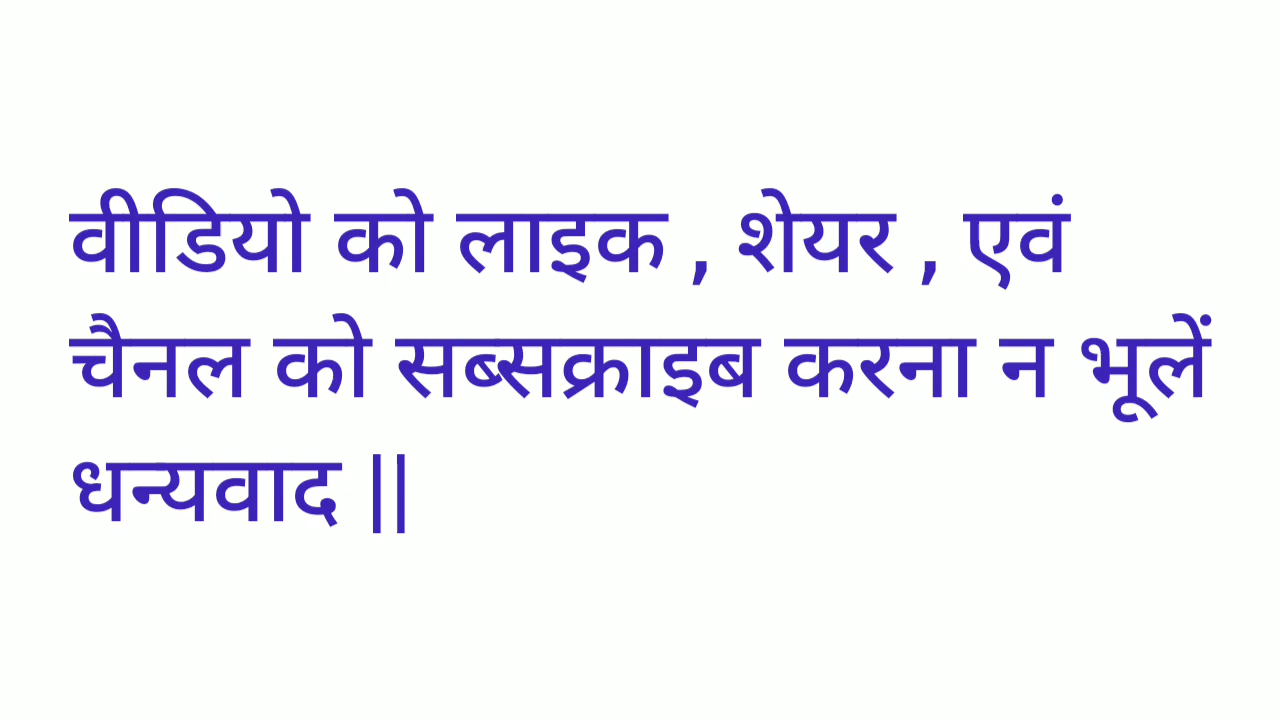 वीडियो को लाइक , शेयर , एवं
चैनल को सब्सक्राइब करना न भूलें
धन्यवाद ||